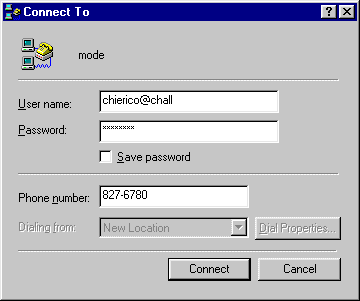 Connect To
mode
User name: chierico@chall
Password: ********
Save password
Phone number: 827-6780
Dialing from: New Location Dial Properties...
Connect Cancel